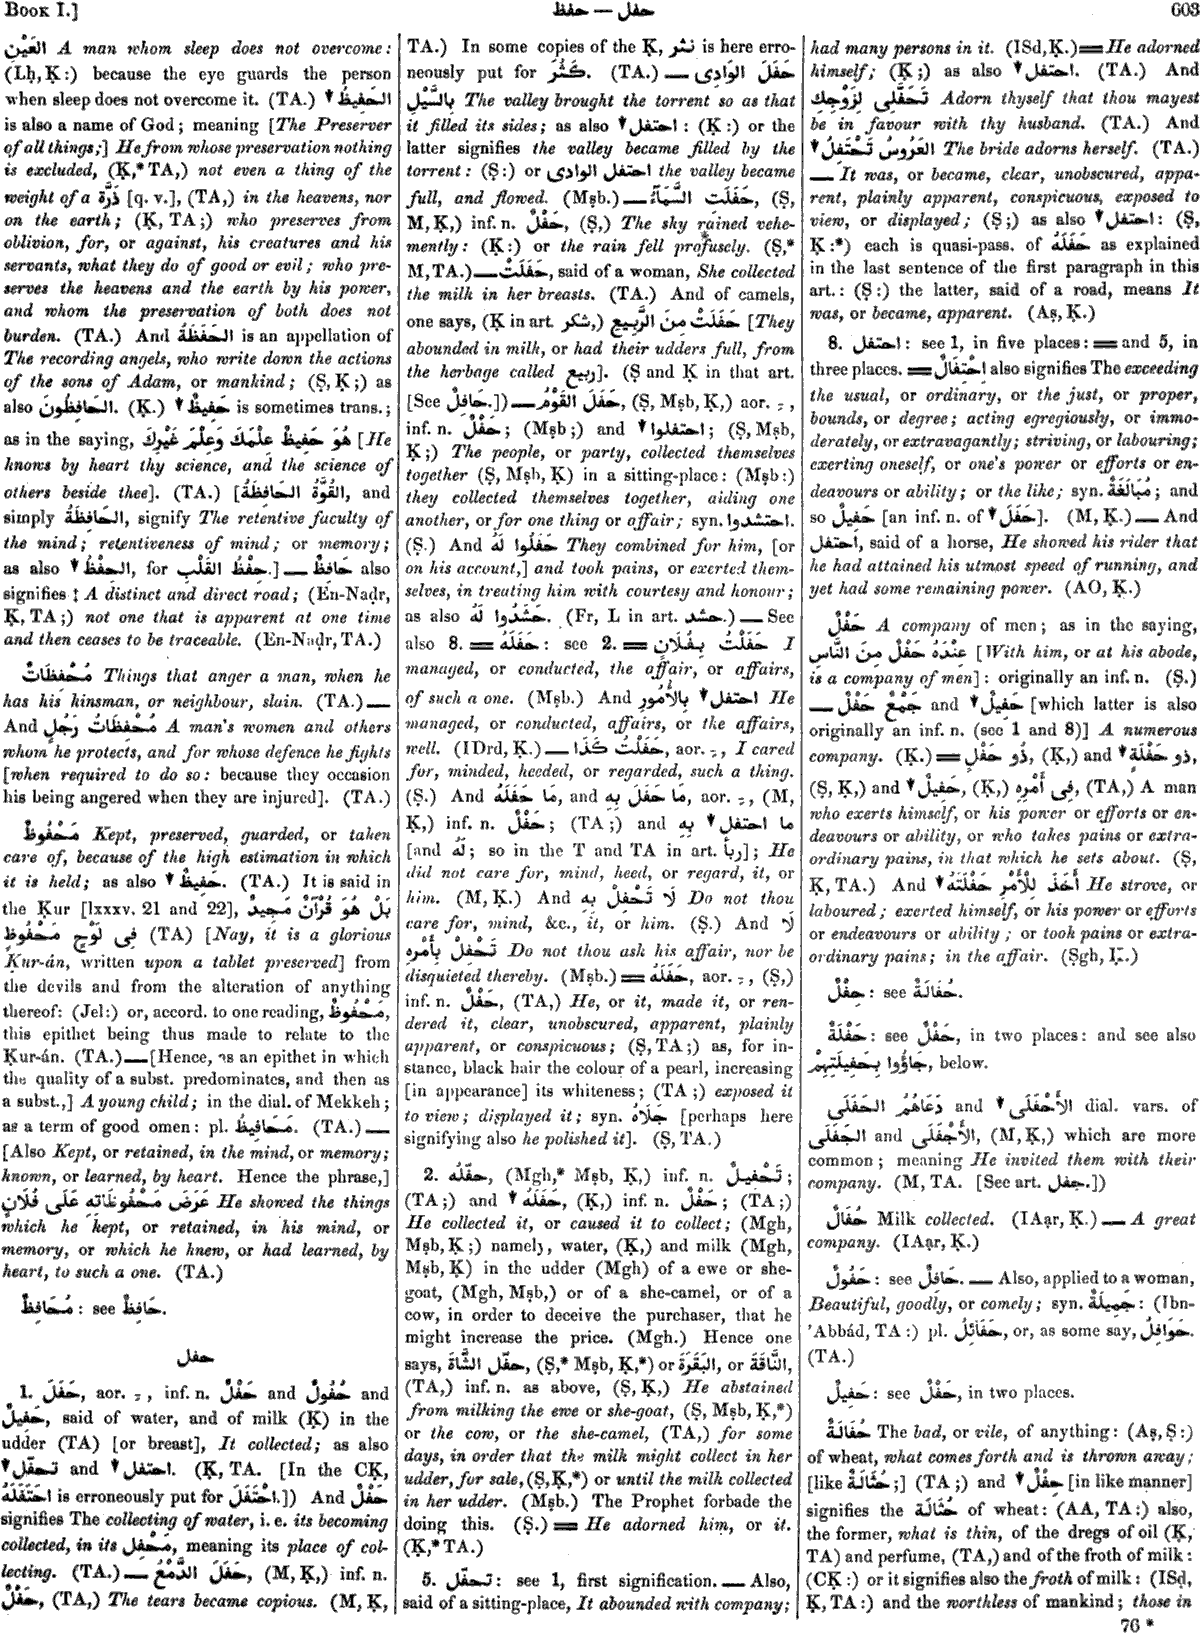 BOOK I.]
حفظ — حفل
603
العَيْنِ A man whom sleep does not overcome:
(Lḥ, Ḳ:) because the eye guards the person
when sleep does not overcome it. (TA.) ▼ الحَفِيظُ
is also a name of God; meaning [The Preserver
of all things;] He from whose preservation nothing
is excluded, (Ḳ,* TA,) not even a thing of the
weight of a ذَرَّة [q. v.], (TA,) in the heavens, nor
on the earth; (Ḳ, TA;) who preserves from
oblivion, for, or against, his creatures and his
servants, what they do of good or evil; who pre-
serves the heavens and the earth by his power,
and whom the preservation of both does not
burden. (TA.) And الحَفَظَةُ is an appellation of
The recording angels, who write down the actions
of the sons of Adam, or mankind; (Ṣ, Ḳ;) as
also الحَافِظُونَ. (Ḳ.) ▼ حَفِيظٌ is sometimes trans.;
as in the saying, هُوَ حَفِيظٌ عِلْمَكَ وَعِلْمَ غَيْرِكَ [He
knows by heart thy science, and the science of
others beside thee]. (TA.) [القُوَّةُ الحَافِظَةُ, and
simply الحَافِظَةُ, signify The retentive faculty of
the mind; retentiveness of mind; or memory;
as also ▼ الحِفْظُ, for حِفْظُ القَلْبِ.] — حَافِظٌ also
signifies ‡ A distinct and direct road; (En-Naḍr,
Ḳ, TA;) not one that is apparent at one time
and then ceases to be traceable. (En-Naḍr, TA.)
مُحْفِظَاتٌ Things that anger a man, when he
has his kinsman, or neighbour, slain. (TA.) —
And مُحْفِظَاتُ رَجُلٍ A man's women and others
whom he protects, and for whose defence he fights
[when required to do so: because they occasion
his being angered when they are injured]. (TA.)
مَحْفُوظٌ Kept, preserved, guarded, or taken
care of, because of the high estimation in which
it is held; as also ▼ حَفِيظٌ. (TA.) It is said in
the Ḳur [lxxxv. 21 and 22], بَلْ هُوَ قُرْآنٌ مَجِيدٌ
فِى لَوْحٍ مَحْفُوظٍ (TA) [Nay, it is a glorious
Ḳur-án, written upon a tablet preserved] from
the devils and from the alteration of anything
thereof: (Jel:) or, accord. to one reading, مَحْفُوظٌ,
this epithet being thus made to relate to the
Ḳur-án. (TA.) — [Hence, as an epithet in which
the quality of a subst. predominates, and then as
a subst.,] A young child; in the dial. of Mekkeh;
as a term of good omen: pl. مَحَافِيظُ. (TA.) —
[Also Kept, or retained, in the mind, or memory;
known, or learned, by heart. Hence the phrase,]
عَرَضَ مَحْفُوظَاتِهِ عَلَى فُلَانٍ He showed the things
which he kept, or retained, in his mind, or
memory, or which he knew, or had learned, by
heart, to such a one. (TA.)
مُحَافِظٌ: see حَافِظٌ.
حفل
1. حَفَلَ, aor. ـِ, inf. n. حَفْلٌ and حُفُولٌ and
حَفِيلٌ, said of water, and of milk (Ḳ) in the
udder (TA) [or breast], It collected; as also
▼ تحفّل and ▼ احتفل. (Ḳ, TA. [In the CḲ,
احْتَفَلَهُ is erroneously put for احْتَفَلَ.]) And حَفْلٌ
signifies The collecting of water, i. e. its becoming
collected, in its مَحْفِل, meaning its place of col-
lecting. (TA.) — حَفَلَ الدَّمْعُ, (M, Ḳ,) inf. n.
حَفْلٌ, (TA,) The tears became copious. (M, Ḳ,
TA.) In some copies of the Ḳ, نثر is here erro-
neously put for كَثُرَ. (TA.) — حَفَلَ الوَادِى
بِالسَّيْلِ The valley brought the torrent so as that
it filled its sides; as also ▼ احتفل: (Ḳ:) or the
latter signifies the valley became filled by the
torrent: (Ṣ:) or احتفل الوادى the valley became
full, and flowed. (Mṣb.) — حَفَلَتِ السَّمَآءُ, (Ṣ,
M, Ḳ,) inf. n. حَفْلٌ, (Ṣ,) The sky rained vehe-
mently: (Ḳ:) or the rain fell profusely. (Ṣ,*
M, TA.) — حَفَلَتْ, said of a woman, She collected
the milk in her breasts. (TA.) And of camels,
one says, (Ḳ in art. شكر,) حَفَلَتْ مِنَ الرَّبِيعِ [They
abounded in milk, or had their udders full, from
the herbage called ربيع]. (Ṣ and Ḳ in that art.
[See حَافِلٌ.]) — حَفَلَ القَوْمُ, (Ṣ, Mṣb, Ḳ,) aor. ـِ,
inf. n. حَفْلٌ; (Mṣb;) and ▼ احتفلوا; (Ṣ, Mṣb,
Ḳ;) The people, or party, collected themselves
together (Ṣ, Mṣb, Ḳ) in a sitting-place: (Mṣb:)
they collected themselves together, aiding one
another, or for one thing or affair; syn. احتشدوا.
(Ṣ.) And حَفَلُوا لَهُ They combined for him, [or
on his account,] and took pains, or exerted them-
selves, in treating him with courtesy and honour;
as also حَشَدُوا لَهُ. (Fr, L in art. حشد.) — See
also 8. = حَفَلَهُ: see 2. = حَفَلْتُ بِفُلَانٍ I
managed, or conducted, the affair, or affairs,
of such a one. (Mṣb.) And احتفل ▼ بِالأُمُورِ He
managed, or conducted, affairs, or the affairs,
well. (IDrd, Ḳ.) — حَفَلْتُ كَذَا, aor. ـِ, I cared
for, minded, heeded, or regarded, such a thing.
(Ṣ.) And مَا حَفَلَهُ, and مَا حَفَلَ بِهِ, aor. ـِ, (M,
Ḳ,) inf. n. حَفْلٌ; (TA;) and ما احتفل ▼ بِهِ
[and لَهُ; so in the T and TA in art. ربأ]; He
did not care for, mind, heed, or regard, it, or
him. (M, Ḳ.) And لَا تَحْفِلْ بِهِ Do not thou
care for, mind, &c., it, or him. (Ṣ.) And لَا
تَحْفِلْ بِأَمْرِهِ Do not thou ask his affair, nor be
disquieted thereby. (Mṣb.) = حَفَلَهُ, aor. ـِ, (Ṣ,)
inf. n. حَفْلٌ, (TA,) He, or it, made it, or ren-
dered it, clear, unobscured, apparent, plainly
apparent, or conspicuous; (Ṣ, TA;) as, for in-
stance, black hair the colour of a pearl, increasing
[in appearance] its whiteness; (TA;) exposed it
to view; displayed it; syn. جَلَاهُ [perhaps here
signifying also he polished it]. (Ṣ, TA.)
2. حفّلهُ, (Mgh,* Mṣb, Ḳ,) inf. n. تَحْفِيلٌ;
(TA;) and ▼ حَفَلَهُ, (Ḳ,) inf. n. حَفْلٌ; (TA;)
He collected it, or caused it to collect; (Mgh,
Mṣb, Ḳ;) namely, water, (Ḳ,) and milk (Mgh,
Mṣb, Ḳ) in the udder (Mgh) of a ewe or she-
goat, (Mgh, Mṣb,) or of a she-camel, or of a
cow, in order to deceive the purchaser, that he
might increase the price. (Mgh.) Hence one
says, حفّل الشَّاةَ, (Ṣ,* Mṣb, Ḳ,*) or البَقَرَةَ, or النَّاقَةَ,
(TA,) inf. n. as above, (Ṣ, Ḳ,) He abstained
from milking the ewe or she-goat, (Ṣ, Mṣb, Ḳ,*)
or the cow, or the she-camel, (TA,) for some
days, in order that the milk might collect in her
udder, for sale, (Ṣ, Ḳ,*) or until the milk collected
in her udder. (Mṣb.) The Prophet forbade the
doing this. (Ṣ.) = He adorned him, or it.
(Ḳ,* TA.)
5. تحفّل: see 1, first signification. — Also,
said of a sitting-place, It abounded with company;
had many persons in it. (ISd, Ḳ.) = He adorned
himself; (Ḳ;) as also ▼ احتفل. (TA.) And
تَحَفَّلِى لِزَوْجِكِ Adorn thyself that thou mayest
be in favour with thy husband. (TA.) And
▼ العَرُوسُ تَحْتَفِلُ The bride adorns herself. (TA.)
— It was, or became, clear, unobscured, appa-
rent, plainly apparent, conspicuous, exposed to
view, or displayed; (Ṣ;) as also ▼ احتفل: (Ṣ,
Ḳ:*) each is quasi-pass. of حَفَلَهُ as explained
in the last sentence of the first paragraph in this
art.: (Ṣ:) the latter, said of a road, means It
was, or became, apparent. (Aṣ, Ḳ.)
8. احتفل: see 1, in five places: = and 5, in
three places. = اِحْتِفَالٌ also signifies The exceeding
the usual, or ordinary, or the just, or proper,
bounds, or degree; acting egregiously, or immo-
derately, or extravagantly; striving, or labouring;
exerting oneself, or one's power or efforts or en-
deavours or ability; or the like; syn. مُبَالَغَةٌ; and
so حَفِيلٌ [an inf. n. of ▼ حَفَلَ]. (M, Ḳ.) — And
احتفل, said of a horse, He showed his rider that
he had attained his utmost speed of running, and
yet had some remaining power. (AO, Ḳ.)
حَفْلٌ A company of men; as in the saying,
عِنْدَهُ حَفْلٌ مِنَ النَّاسِ [With him, or at his abode,
is a company of men]: originally an inf. n. (Ṣ.)
— جَمْعٌ حَفْلٌ and ▼ حَفِيلٌ [which latter is also
originally an inf. n. (see 1 and 8)] A numerous
company. (Ḳ.) = ذُو حَفْلٍ, (Ḳ,) and ▼ ذو حَفْلَةٍ,
(Ṣ, Ḳ,) and ▼ حَفِيلٌ, (Ḳ,) فِى أَمْرِهِ, (TA,) A man
who exerts himself, or his power or efforts or en-
deavours or ability, or who takes pains or extra-
ordinary pains, in that which he sets about. (Ṣ,
Ḳ, TA.) And أَخَذَ لِلْأَمْرِ حَفْلَتَهُ ▼ He strove, or
laboured; exerted himself, or his power or efforts
or endeavours or ability; or took pains or extra-
ordinary pains; in the affair. (Ṣgh, Ḳ.)
حِفْلٌ: see حُفَالَةٌ.
حَفْلَةٌ: see حَفْلٌ, in two places: and see also
جَاؤُوا بِحَفِيلَتِهِمْ, below.
دَعَاهُمُ الحَفَلَى and ▼ الأَحْفَلَى dial. vars. of
الجَفَلَى and الأَجْفَلَى, (M, Ḳ,) which are more
common; meaning He invited them with their
company. (M, TA. [See art. جفل.])
حُفَالٌ Milk collected. (IAạr, Ḳ.) — A great
company. (IAạr, Ḳ.)
حَفُولٌ: see حَافِلٌ. — Also, applied to a woman,
Beautiful, goodly, or comely; syn. جَمِيلَةٌ: (Ibn-
'Abbád, TA:) pl. حَفَائِلُ, or, as some say, حَوَافِلُ.
(TA.)
حَفِيلٌ: see حَفْلٌ, in two places.
حُفَالَةٌ The bad, or vile, of anything: (Aṣ, Ṣ:)
of wheat, what comes forth and is thrown away;
[like حُثَالَةٌ;] (TA;) and ▼ حِفْلٌ [in like manner]
signifies the حُثَالَة of wheat: (AA, TA:) also,
the former, what is thin, of the dregs of oil (Ḳ,
TA) and perfume, (TA,) and of the froth of milk:
(CḲ:) or it signifies also the froth of milk: (ISd,
Ḳ, TA:) and the worthless of mankind; those in
76 *